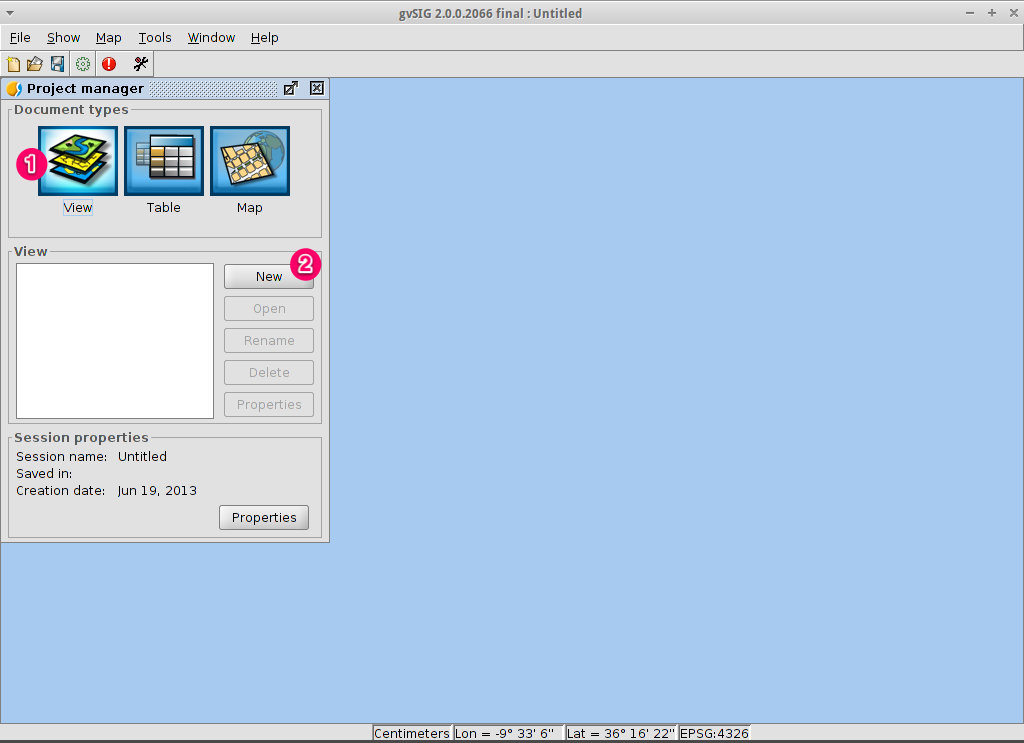 gvSIG 2.0.0.2066 final : Untitled
File Show Map Tools Window Help
Project manager
Document types
1
View Table Map
View
2
New
Open
Rename
Delete
Properties
Session properties
Session name: Untitled
Saved in:
Creation date: Jun 19, 2013
Properties
Centimeters Lon = -9° 33' 6'' Lat = 36° 16' 22'' EPSG:4326